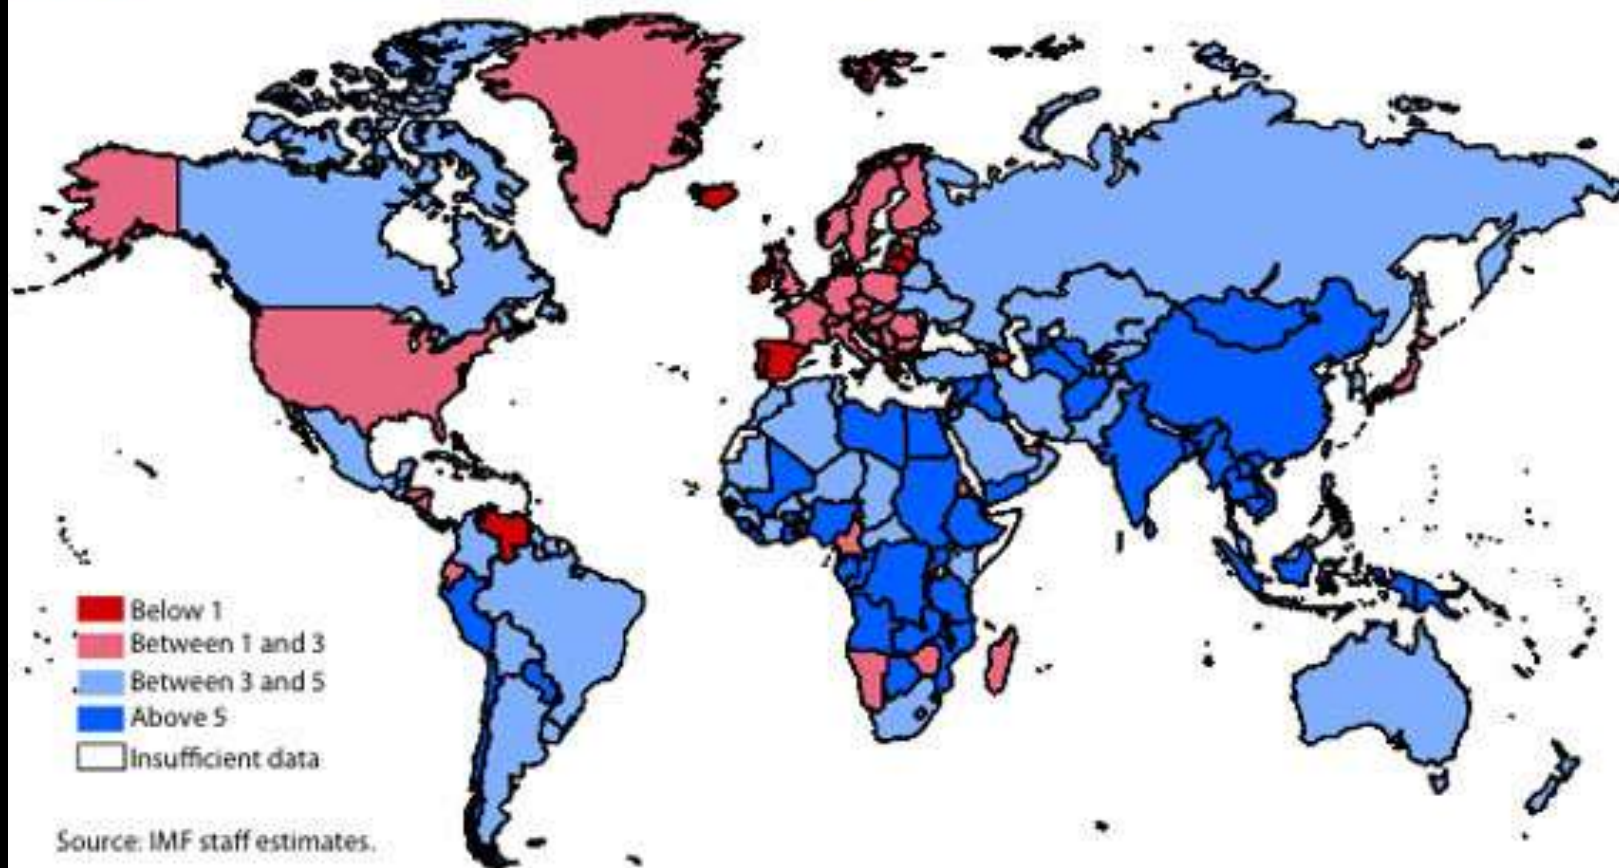 Below 1
Between 1 and 3
Between 3 and 5
Above 5
Insufficient data
Source: IMF staff estimates.